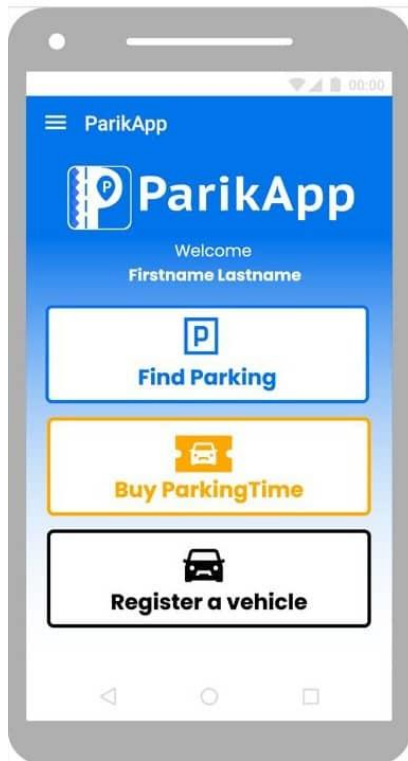 00:00
ParikApp
P ParikApp
Welcome
Firstname Lastname
P
Find Parking
Buy ParkingTime
Register a vehicle